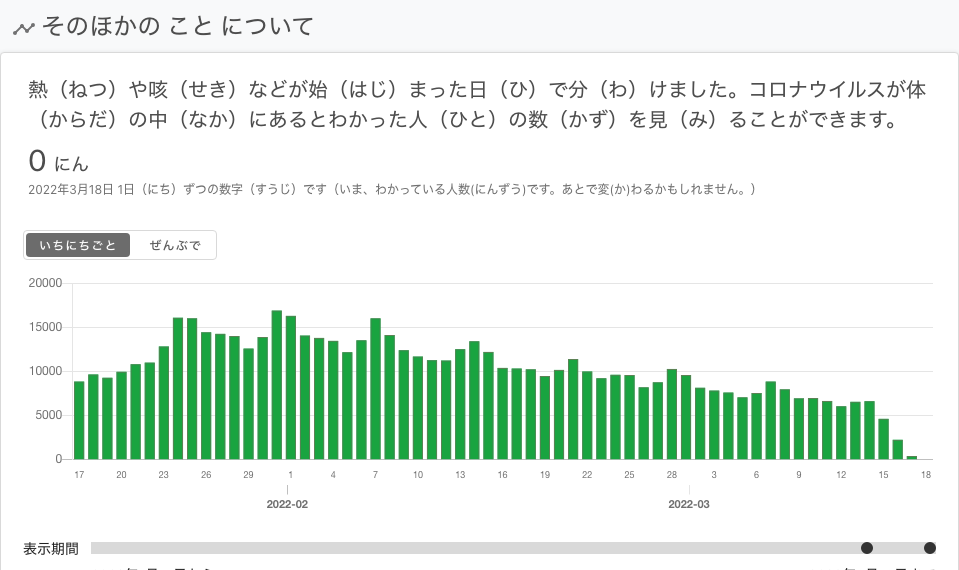 そのほかの こと について
熱（ねつ）や咳（せき）などが始（はじ）まった日（ひ）で分（わ）けました。コロナウイルスが体
（からだ）の中（なか）にあるとわかった人（ひと）の数（かず）を見（み）ることができます。
0 にん
2022年3月18日 1日（にち）ずつの数字（すうじ）です（いま、わかっている人数(にんずう)です。あとで変(か)わるかもしれません。）
いちにちごと ぜんぶで
20000
15000
10000
5000
0
17 20 23 26 29 1 4 7 10 13 16 19 22 25 28 3 6 9 12 15 18
2022-02 2022-03
表示期間